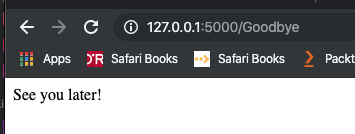 127.0.0.1:5000/Goodbye
Apps O'R Safari Books Safari Books Packt
See you later!